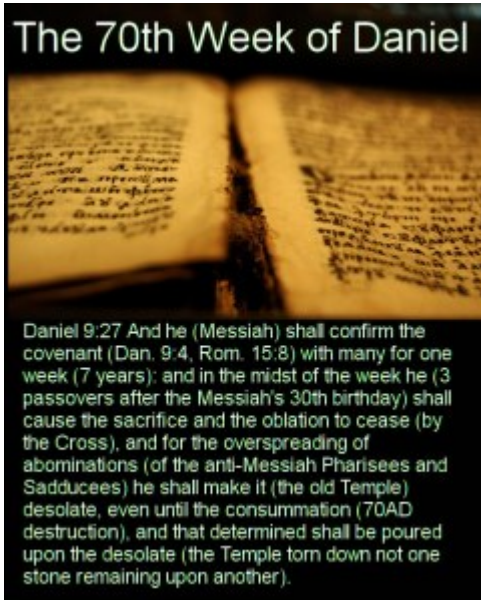 The 70th Week of Daniel
Daniel 9:27 And he (Messiah) shall confirm the
covenant (Dan. 9:4, Rom. 15:8) with many for one
week (7 years): and in the midst of the week he (3
passovers after the Messiah's 30th birthday) shall
cause the sacrifice and the oblation to cease (by
the Cross), and for the overspreading of
abominations (of the anti-Messiah Pharisees and
Sadducees) he shall make it (the old Temple)
desolate, even until the consummation (70AD
destruction), and that determined shall be poured
upon the desolate (the Temple torn down not one
stone remaining upon another).